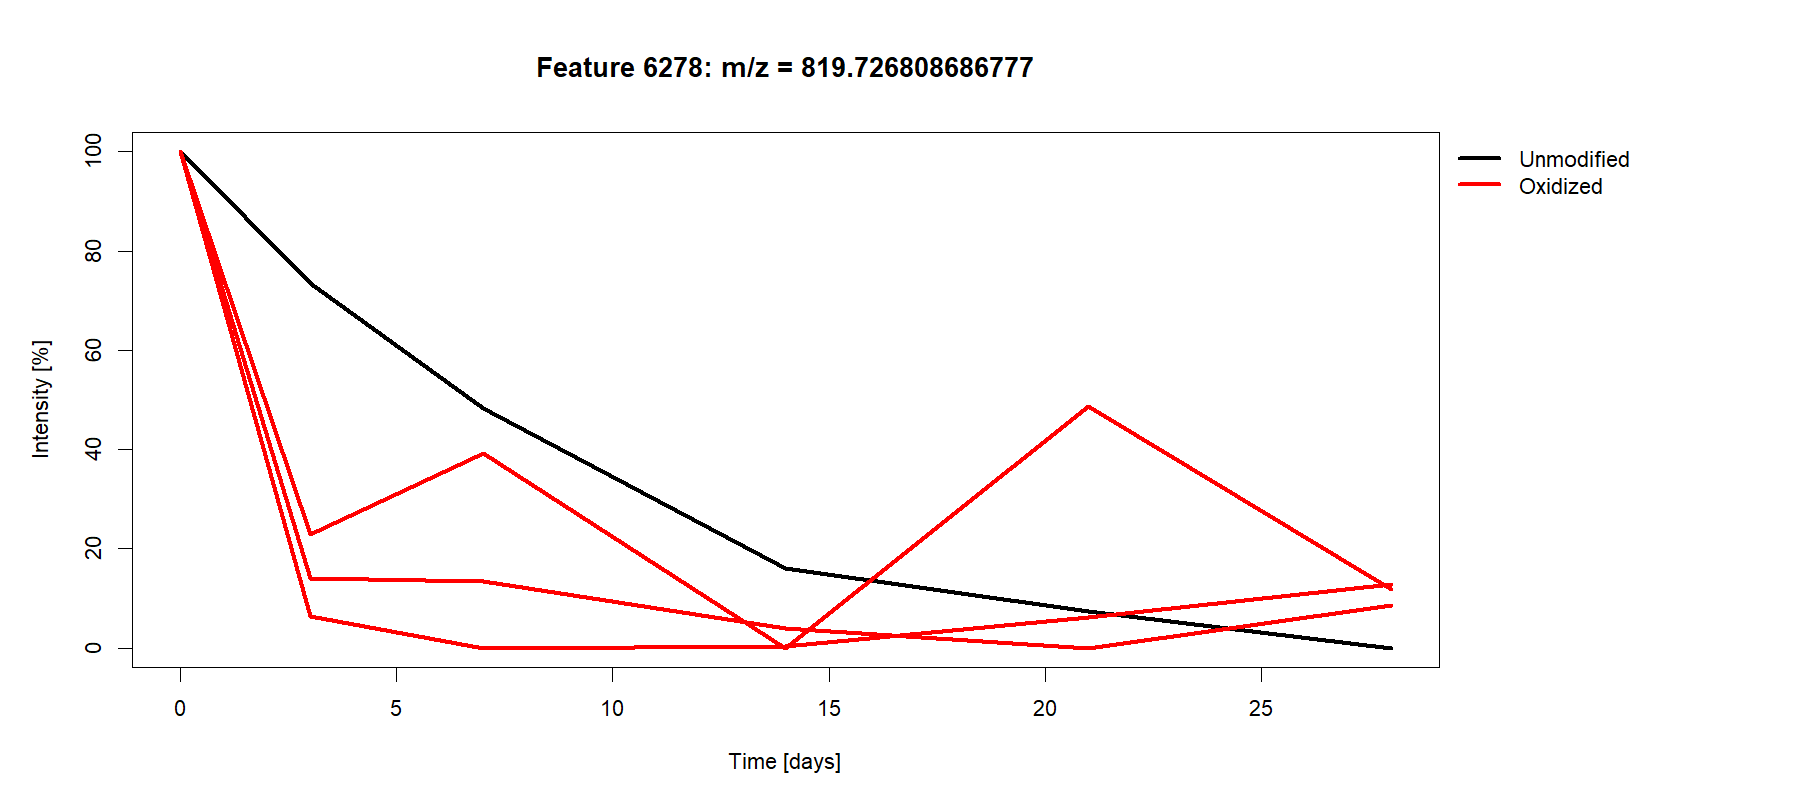 Feature 6278: m/z = 819.726808686777
Unmodified
Oxidized
Intensity [%]
100
80
60
40
20
0
0 5 10 15 20 25
Time [days]